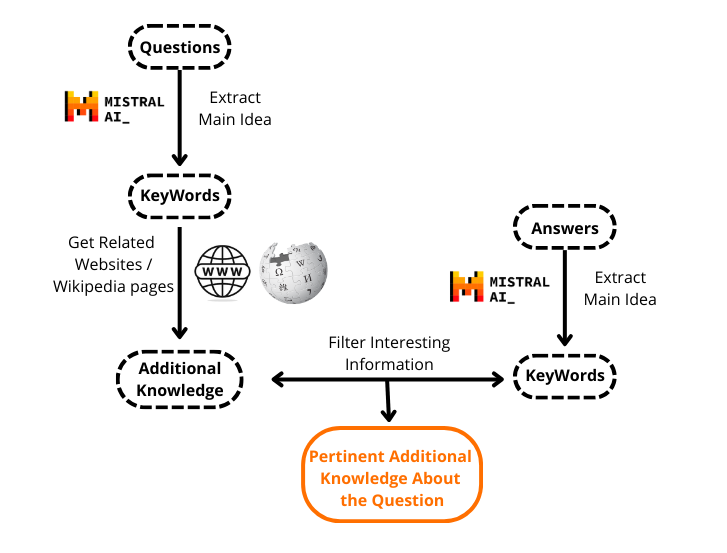 Questions
MISTRAL
AI_
Extract
Main Idea
KeyWords
Get Related
Websites /
Wikipedia pages
WWW
Ω
W
И
Answers
MISTRAL
AI_
Extract
Main Idea
Filter Interesting
Information
Additional
Knowledge
KeyWords
Pertinent Additional
Knowledge About
the Question